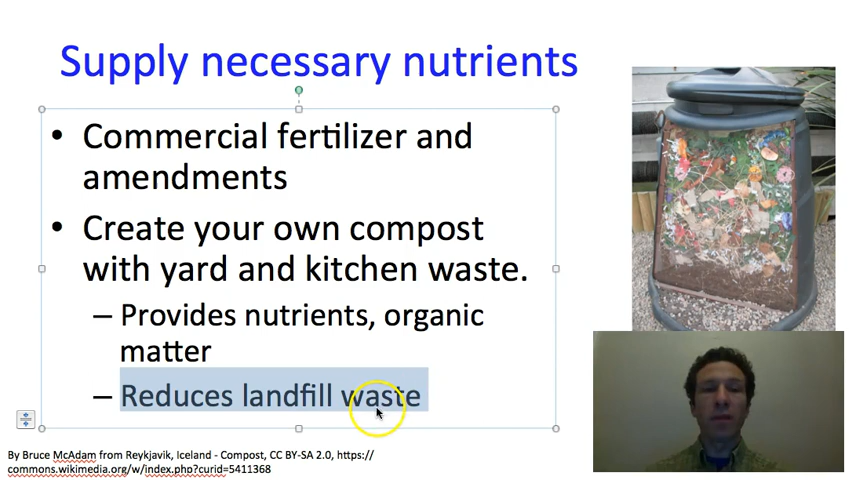 Supply necessary nutrients
• Commercial fertilizer and
amendments
• Create your own compost
with yard and kitchen waste.
– Provides nutrients, organic
matter
– Reduces landfill waste
By Bruce McAdam from Reykjavik, Iceland - Compost, CC BY-SA 2.0, https://
commons.wikimedia.org/w/index.php?curid=5411368